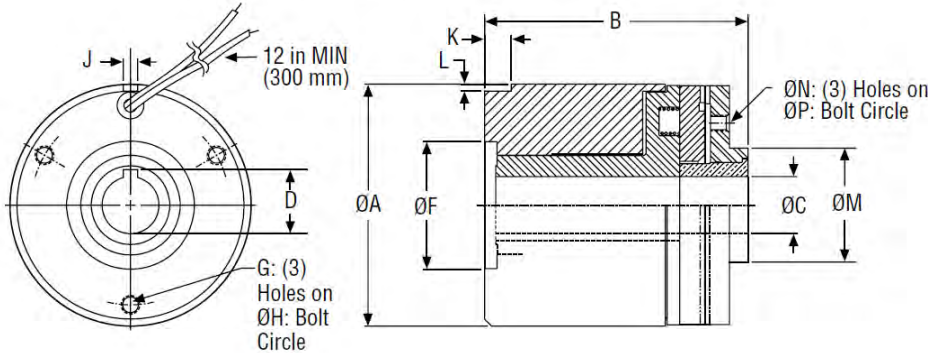 J
12 in MIN
(300 mm)
D
G: (3)
Holes on
ØH: Bolt
Circle
B
K
L
ØA
ØF
ØN: (3) Holes on
ØP: Bolt Circle
ØC
ØM